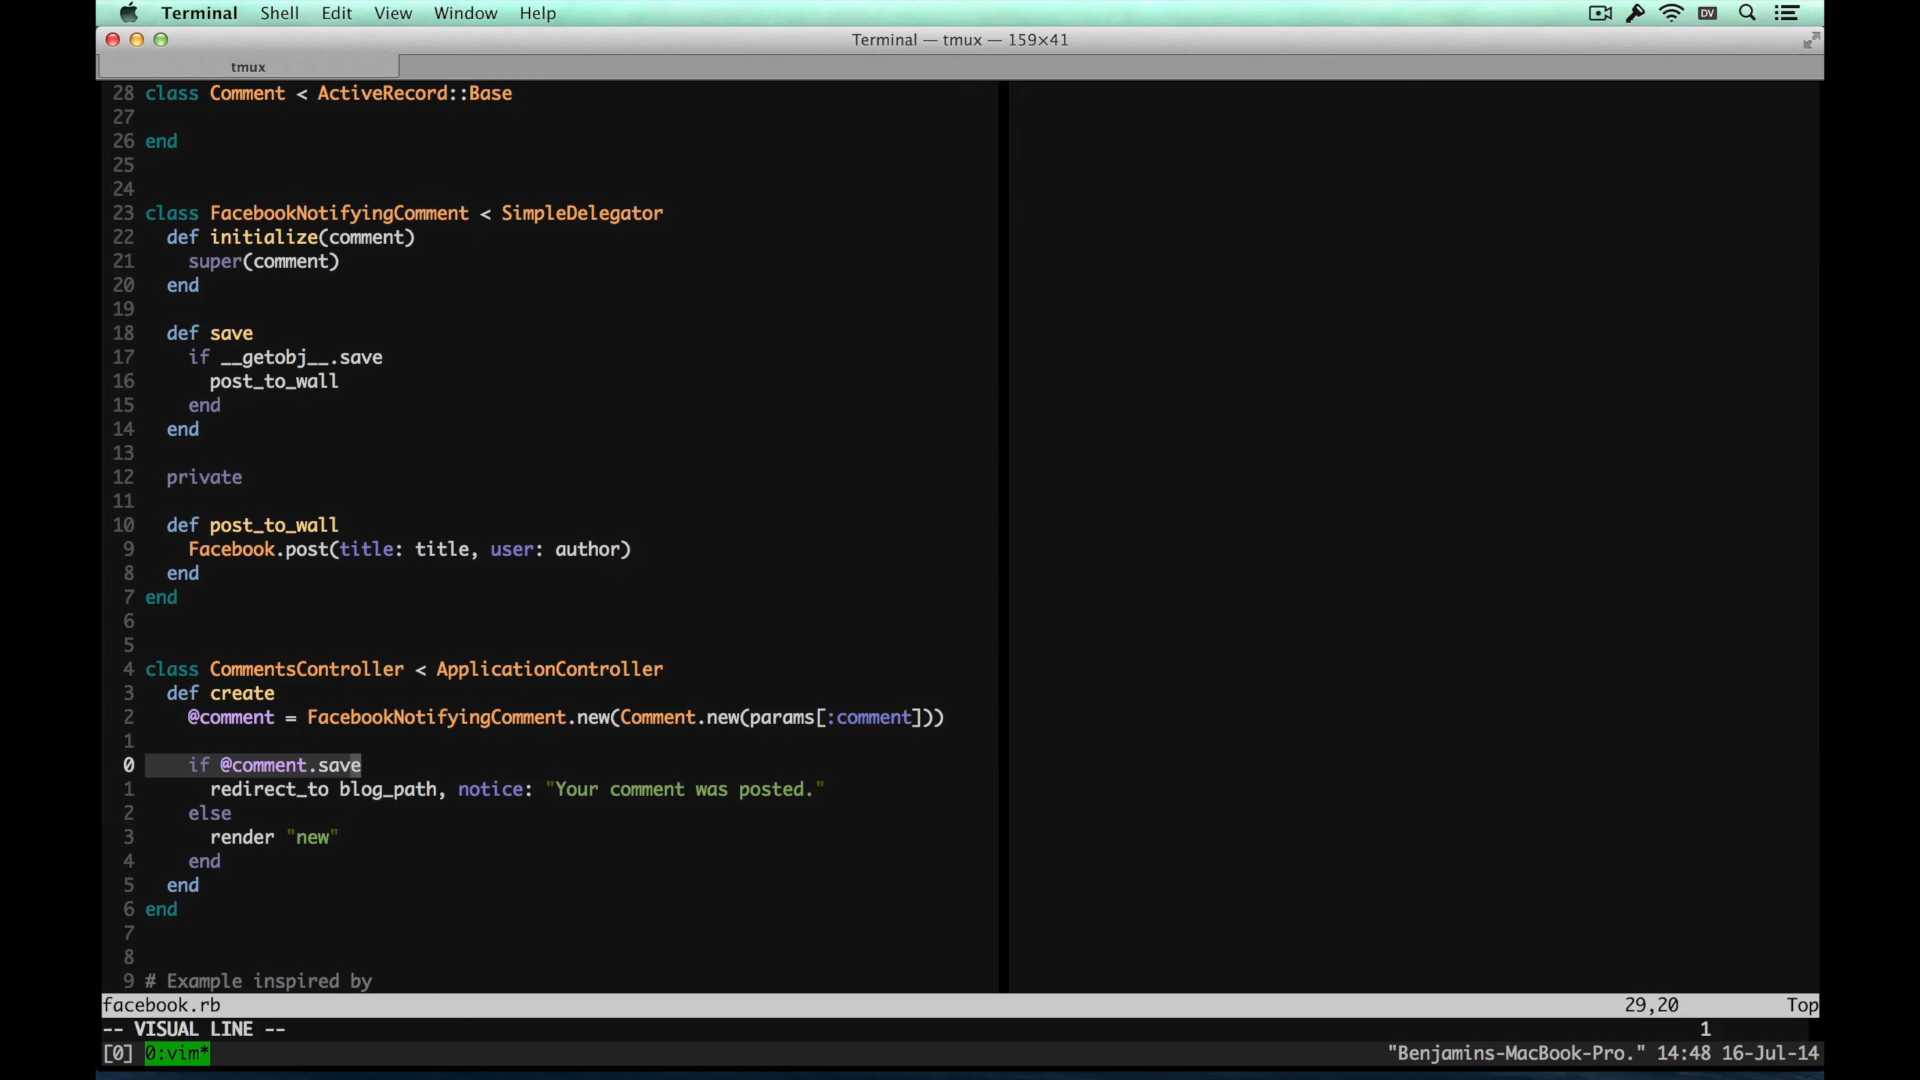 Terminal Shell Edit View Window Help DV
Terminal — tmux — 159×41
tmux
28 class Comment < ActiveRecord::Base
27
26 end
25
24
23 class FacebookNotifyingComment < SimpleDelegator
22   def initialize(comment)
21     super(comment)
20   end
19
18   def save
17     if __getobj__.save
16       post_to_wall
15     end
14   end
13
12   private
11
10   def post_to_wall
9     Facebook.post(title: title, user: author)
8   end
7 end
6
5
4 class CommentsController < ApplicationController
3   def create
2     @comment = FacebookNotifyingComment.new(Comment.new(params[:comment]))
1
0     if @comment.save
1       redirect_to blog_path, notice: "Your comment was posted."
2     else
3       render "new"
4     end
5   end
6 end
7
8
9 # Example inspired by
facebook.rb 29,20 Top
-- VISUAL LINE -- 1
[0] 0:vim* "Benjamins-MacBook-Pro." 14:48 16-Jul-14